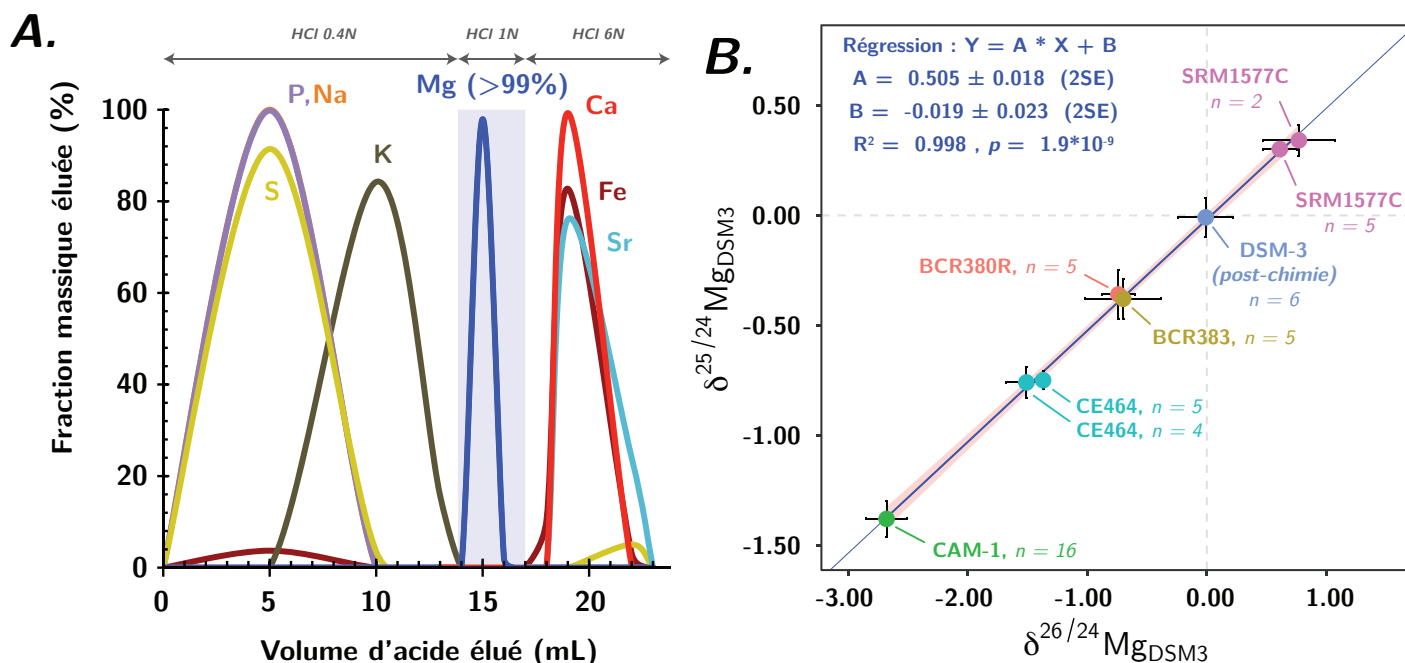 A.
HCl 0.4N
HCl 1N
HCl 6N
Fraction massique éluée (%)
100
80
60
40
20
0
P,Na
S
K
Mg (>99%)
Ca
Fe
Sr
0
5
10
15
20
Volume d'acide élué (mL)
B.
Régression : Y = A * X + B
A = 0.505 ± 0.018 (2SE)
B = -0.019 ± 0.023 (2SE)
R² = 0.998 , p = 1.9*10⁻⁹
SRM1577C
n = 2
SRM1577C
n = 5
DSM-3
(post-chimie)
n = 6
BCR380R, n = 5
BCR383, n = 5
CE464, n = 5
CE464, n = 4
CAM-1, n = 16
δ25/24MgDSM3
0.50
0.00
-0.50
-1.00
-1.50
-3.00
-2.00
-1.00
0.00
1.00
δ26/24MgDSM3